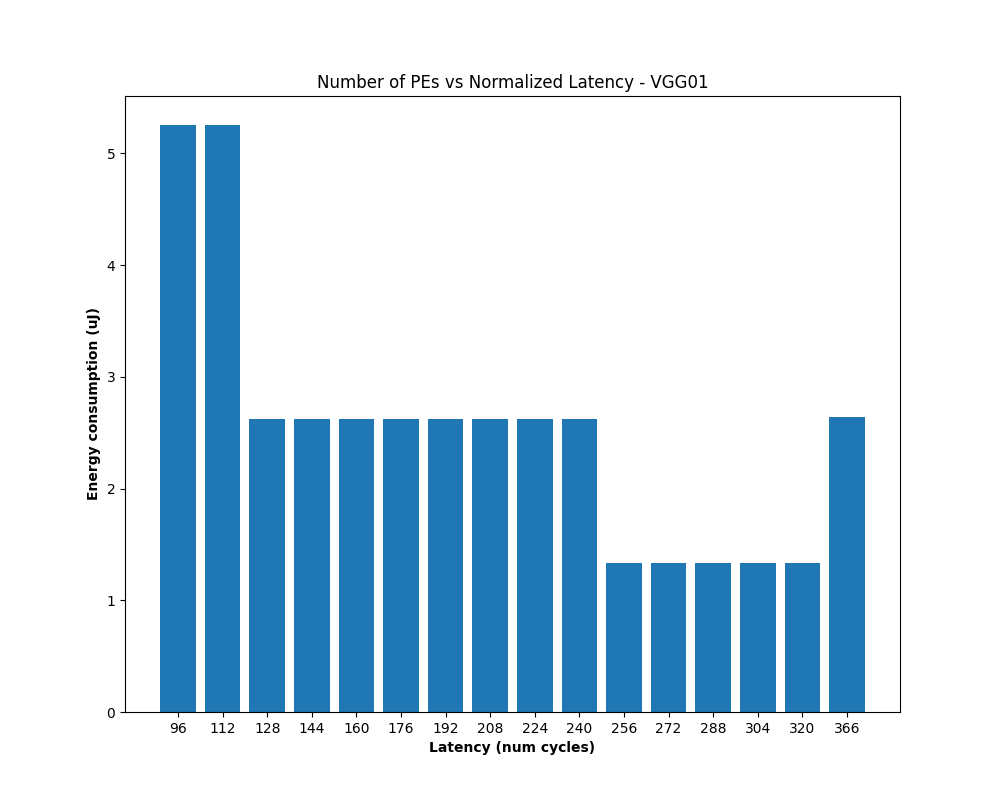 Number of PEs vs Normalized Latency - VGG01
Energy consumption (uJ)
5
4
3
2
1
0
96 112 128 144 160 176 192 208 224 240 256 272 288 304 320 366
Latency (num cycles)